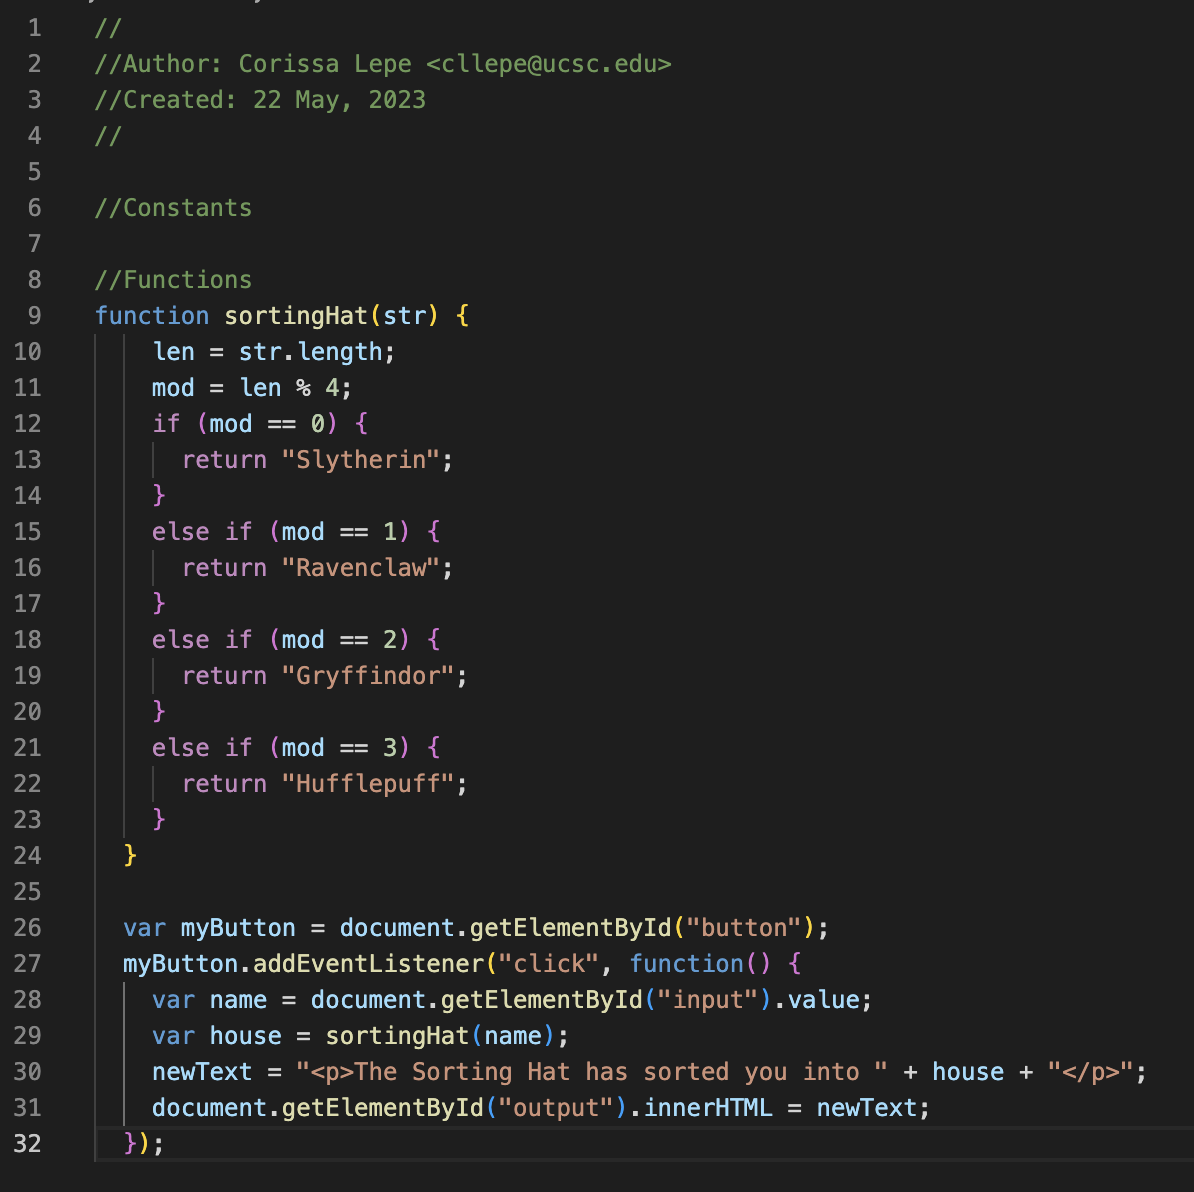 1 //
2 //Author: Corissa Lepe <cllepe@ucsc.edu>
3 //Created: 22 May, 2023
4 //
5
6 //Constants
7
8 //Functions
9 function sortingHat(str) {
10 len = str.length;
11 mod = len % 4;
12 if (mod == 0) {
13 return "Slytherin";
14 }
15 else if (mod == 1) {
16 return "Ravenclaw";
17 }
18 else if (mod == 2) {
19 return "Gryffindor";
20 }
21 else if (mod == 3) {
22 return "Hufflepuff";
23 }
24 }
25
26 var myButton = document.getElementById("button");
27 myButton.addEventListener("click", function() {
28 var name = document.getElementById("input").value;
29 var house = sortingHat(name);
30 newText = "<p>The Sorting Hat has sorted you into " + house + "</p>";
31 document.getElementById("output").innerHTML = newText;
32 });